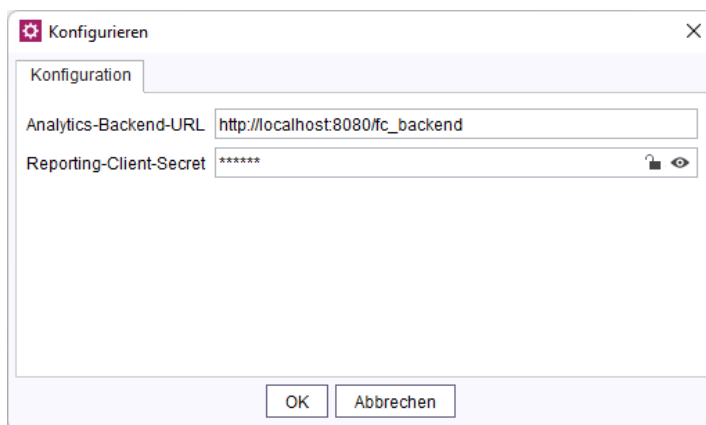 Konfigurieren
Konfiguration
Analytics-Backend-URL http://localhost:8080/fc_backend
Reporting-Client-Secret ******
OK Abbrechen